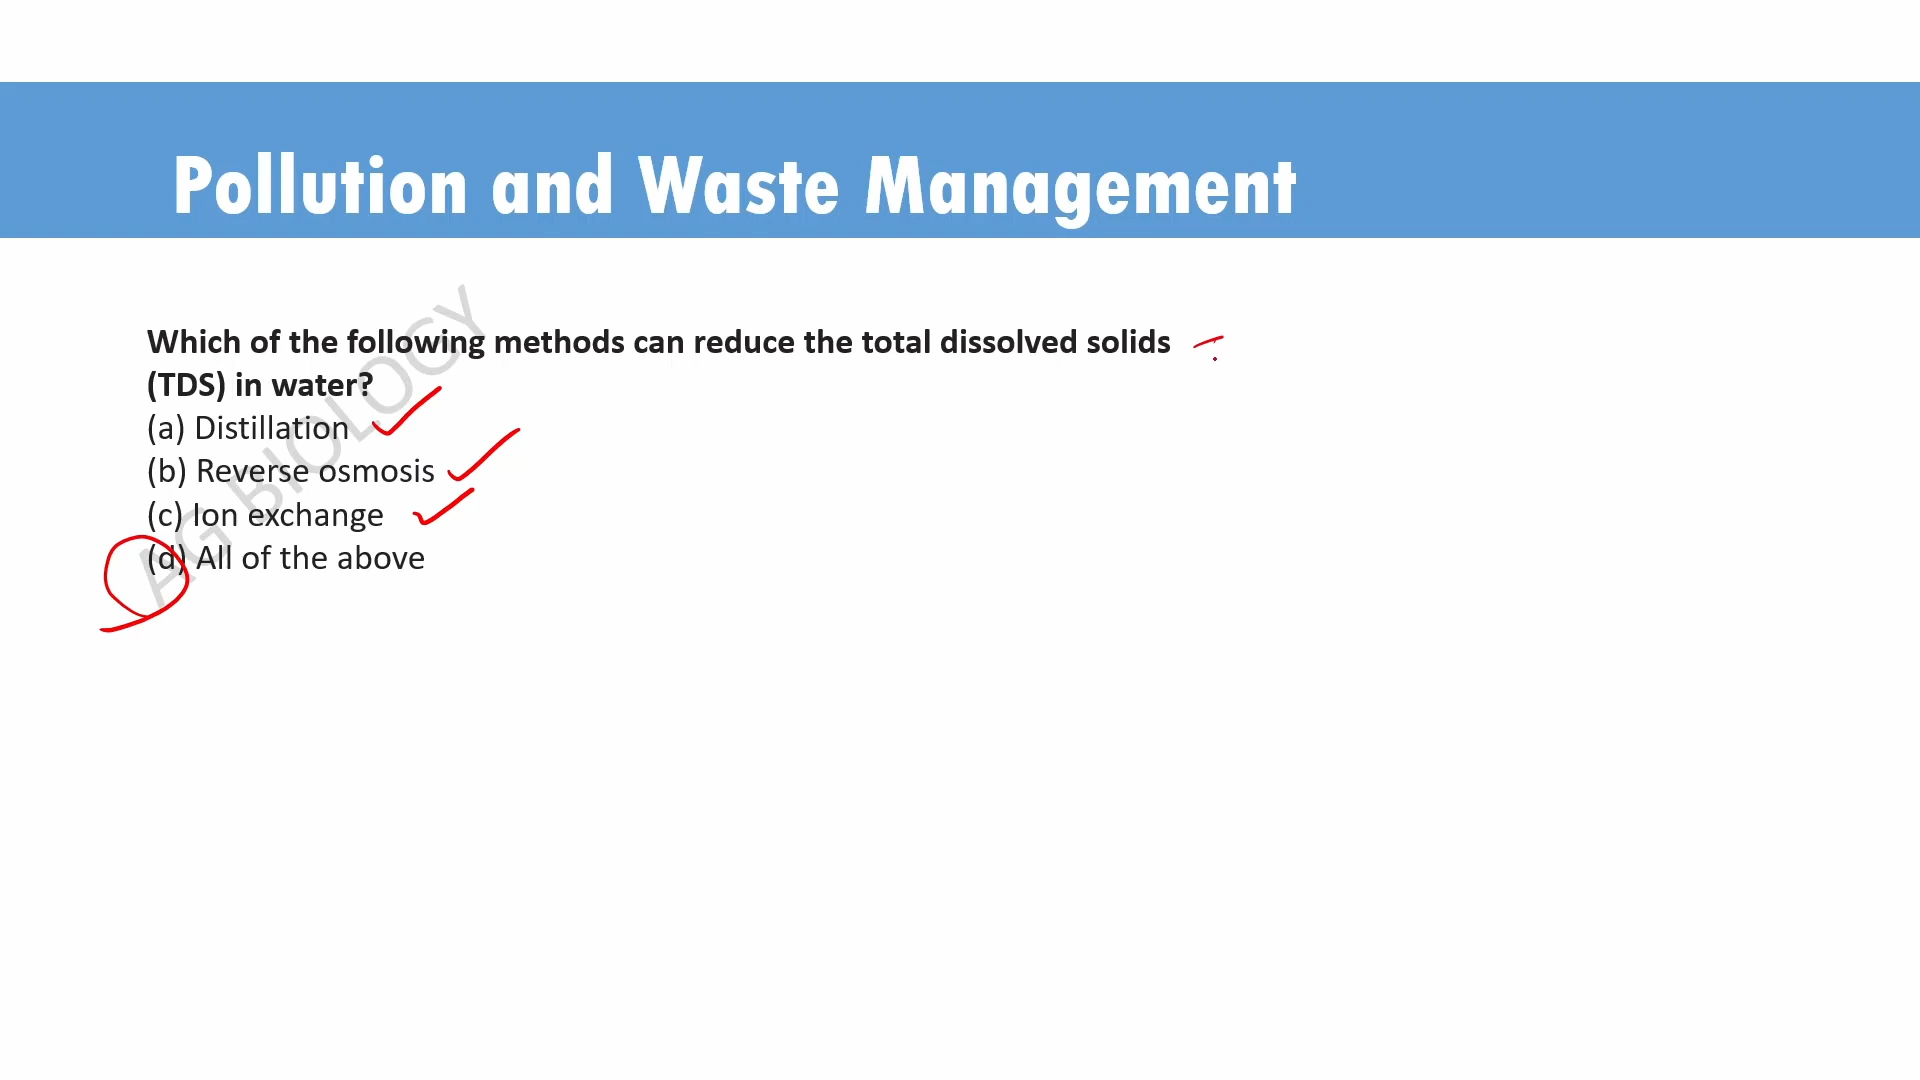 Pollution and Waste Management
Which of the following methods can reduce the total dissolved solids
(TDS) in water?
(a) Distillation
(b) Reverse osmosis
(c) Ion exchange
(d) All of the above
AG BIOLOGY